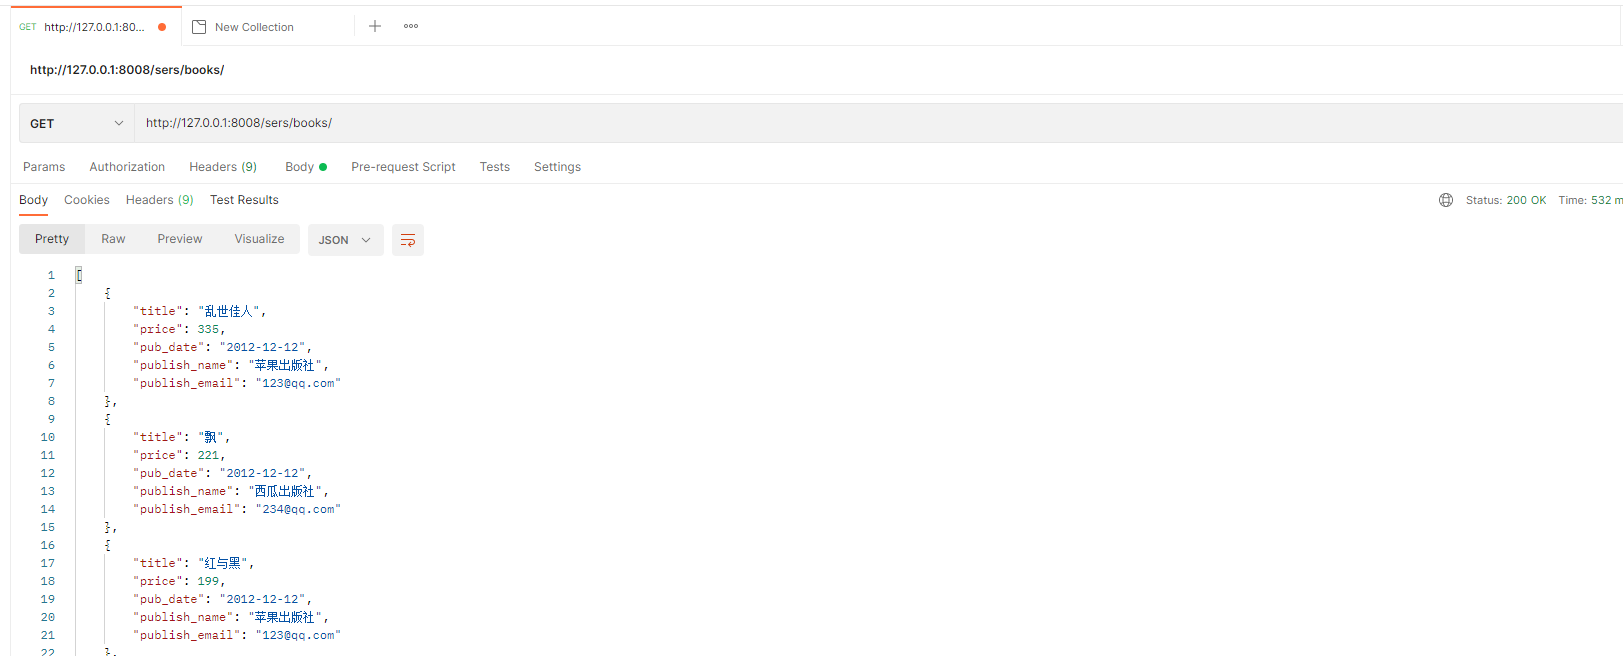 GET http://127.0.0.1:80... New Collection
http://127.0.0.1:8008/sers/books/
GET http://127.0.0.1:8008/sers/books/
Params Authorization Headers (9) Body Pre-request Script Tests Settings
Body Cookies Headers (9) Test Results Status: 200 OK Time: 532 m
Pretty Raw Preview Visualize JSON
1 [
2 {
3 "title": "乱世佳人",
4 "price": 335,
5 "pub_date": "2012-12-12",
6 "publish_name": "苹果出版社",
7 "publish_email": "123@qq.com"
8 },
9 {
10 "title": "飘",
11 "price": 221,
12 "pub_date": "2012-12-12",
13 "publish_name": "西瓜出版社",
14 "publish_email": "234@qq.com"
15 },
16 {
17 "title": "红与黑",
18 "price": 199,
19 "pub_date": "2012-12-12",
20 "publish_name": "苹果出版社",
21 "publish_email": "123@qq.com"
22 },